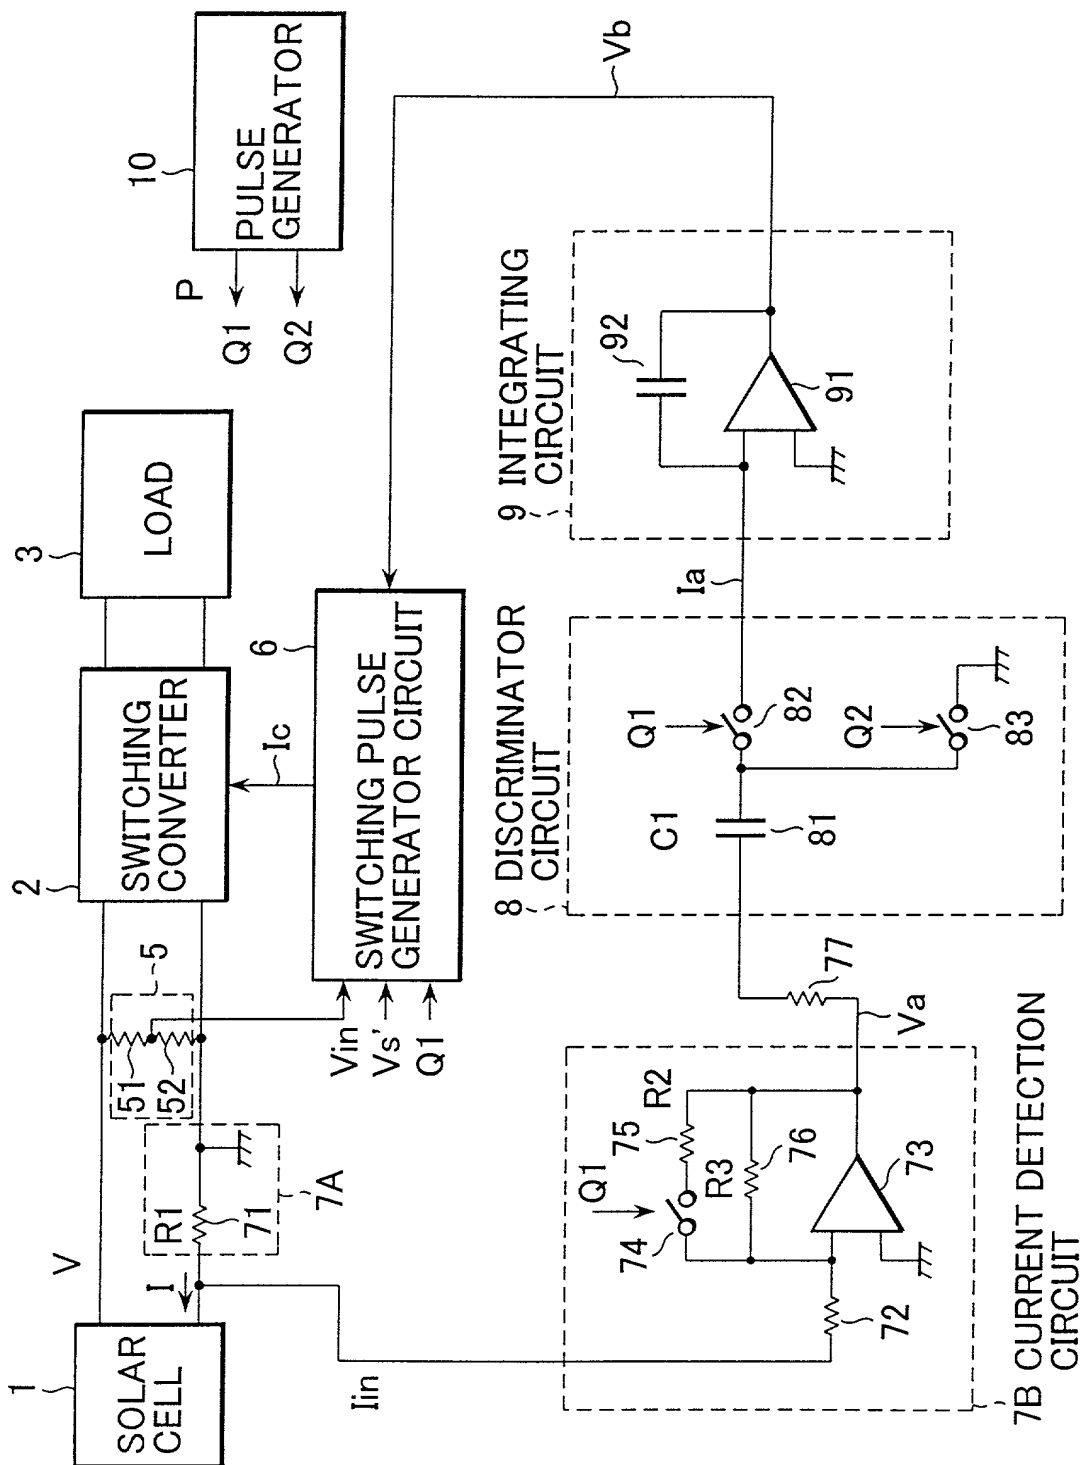 1
SOLAR
CELL
V
I
R1
71
7A
5
51
52
2
SWITCHING
CONVERTER
3
LOAD
10
PULSE
GENERATOR
P
Q1
Q2
Vin
Vs'
Q1
6
SWITCHING PULSE
GENERATOR CIRCUIT
Ic
Vb
Iin
7B CURRENT DETECTION
CIRCUIT
72
73
Q1
74
75
R2
R3
76
Va
77
8 DISCRIMINATOR
CIRCUIT
C1
81
Q1
82
Q2
83
Ia
9 INTEGRATING
CIRCUIT
92
91